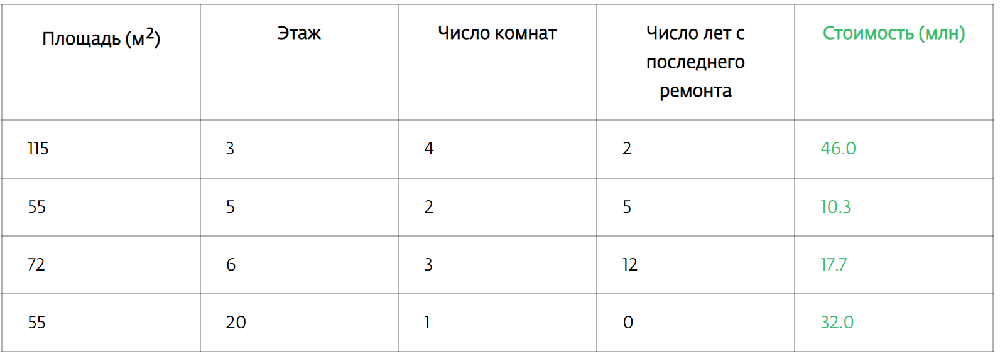 Площадь (м²) Этаж Число комнат Число лет с последнего ремонта Стоимость (млн)
115 3 4 2 46.0
55 5 2 5 10.3
72 6 3 12 17.7
55 20 1 0 32.0